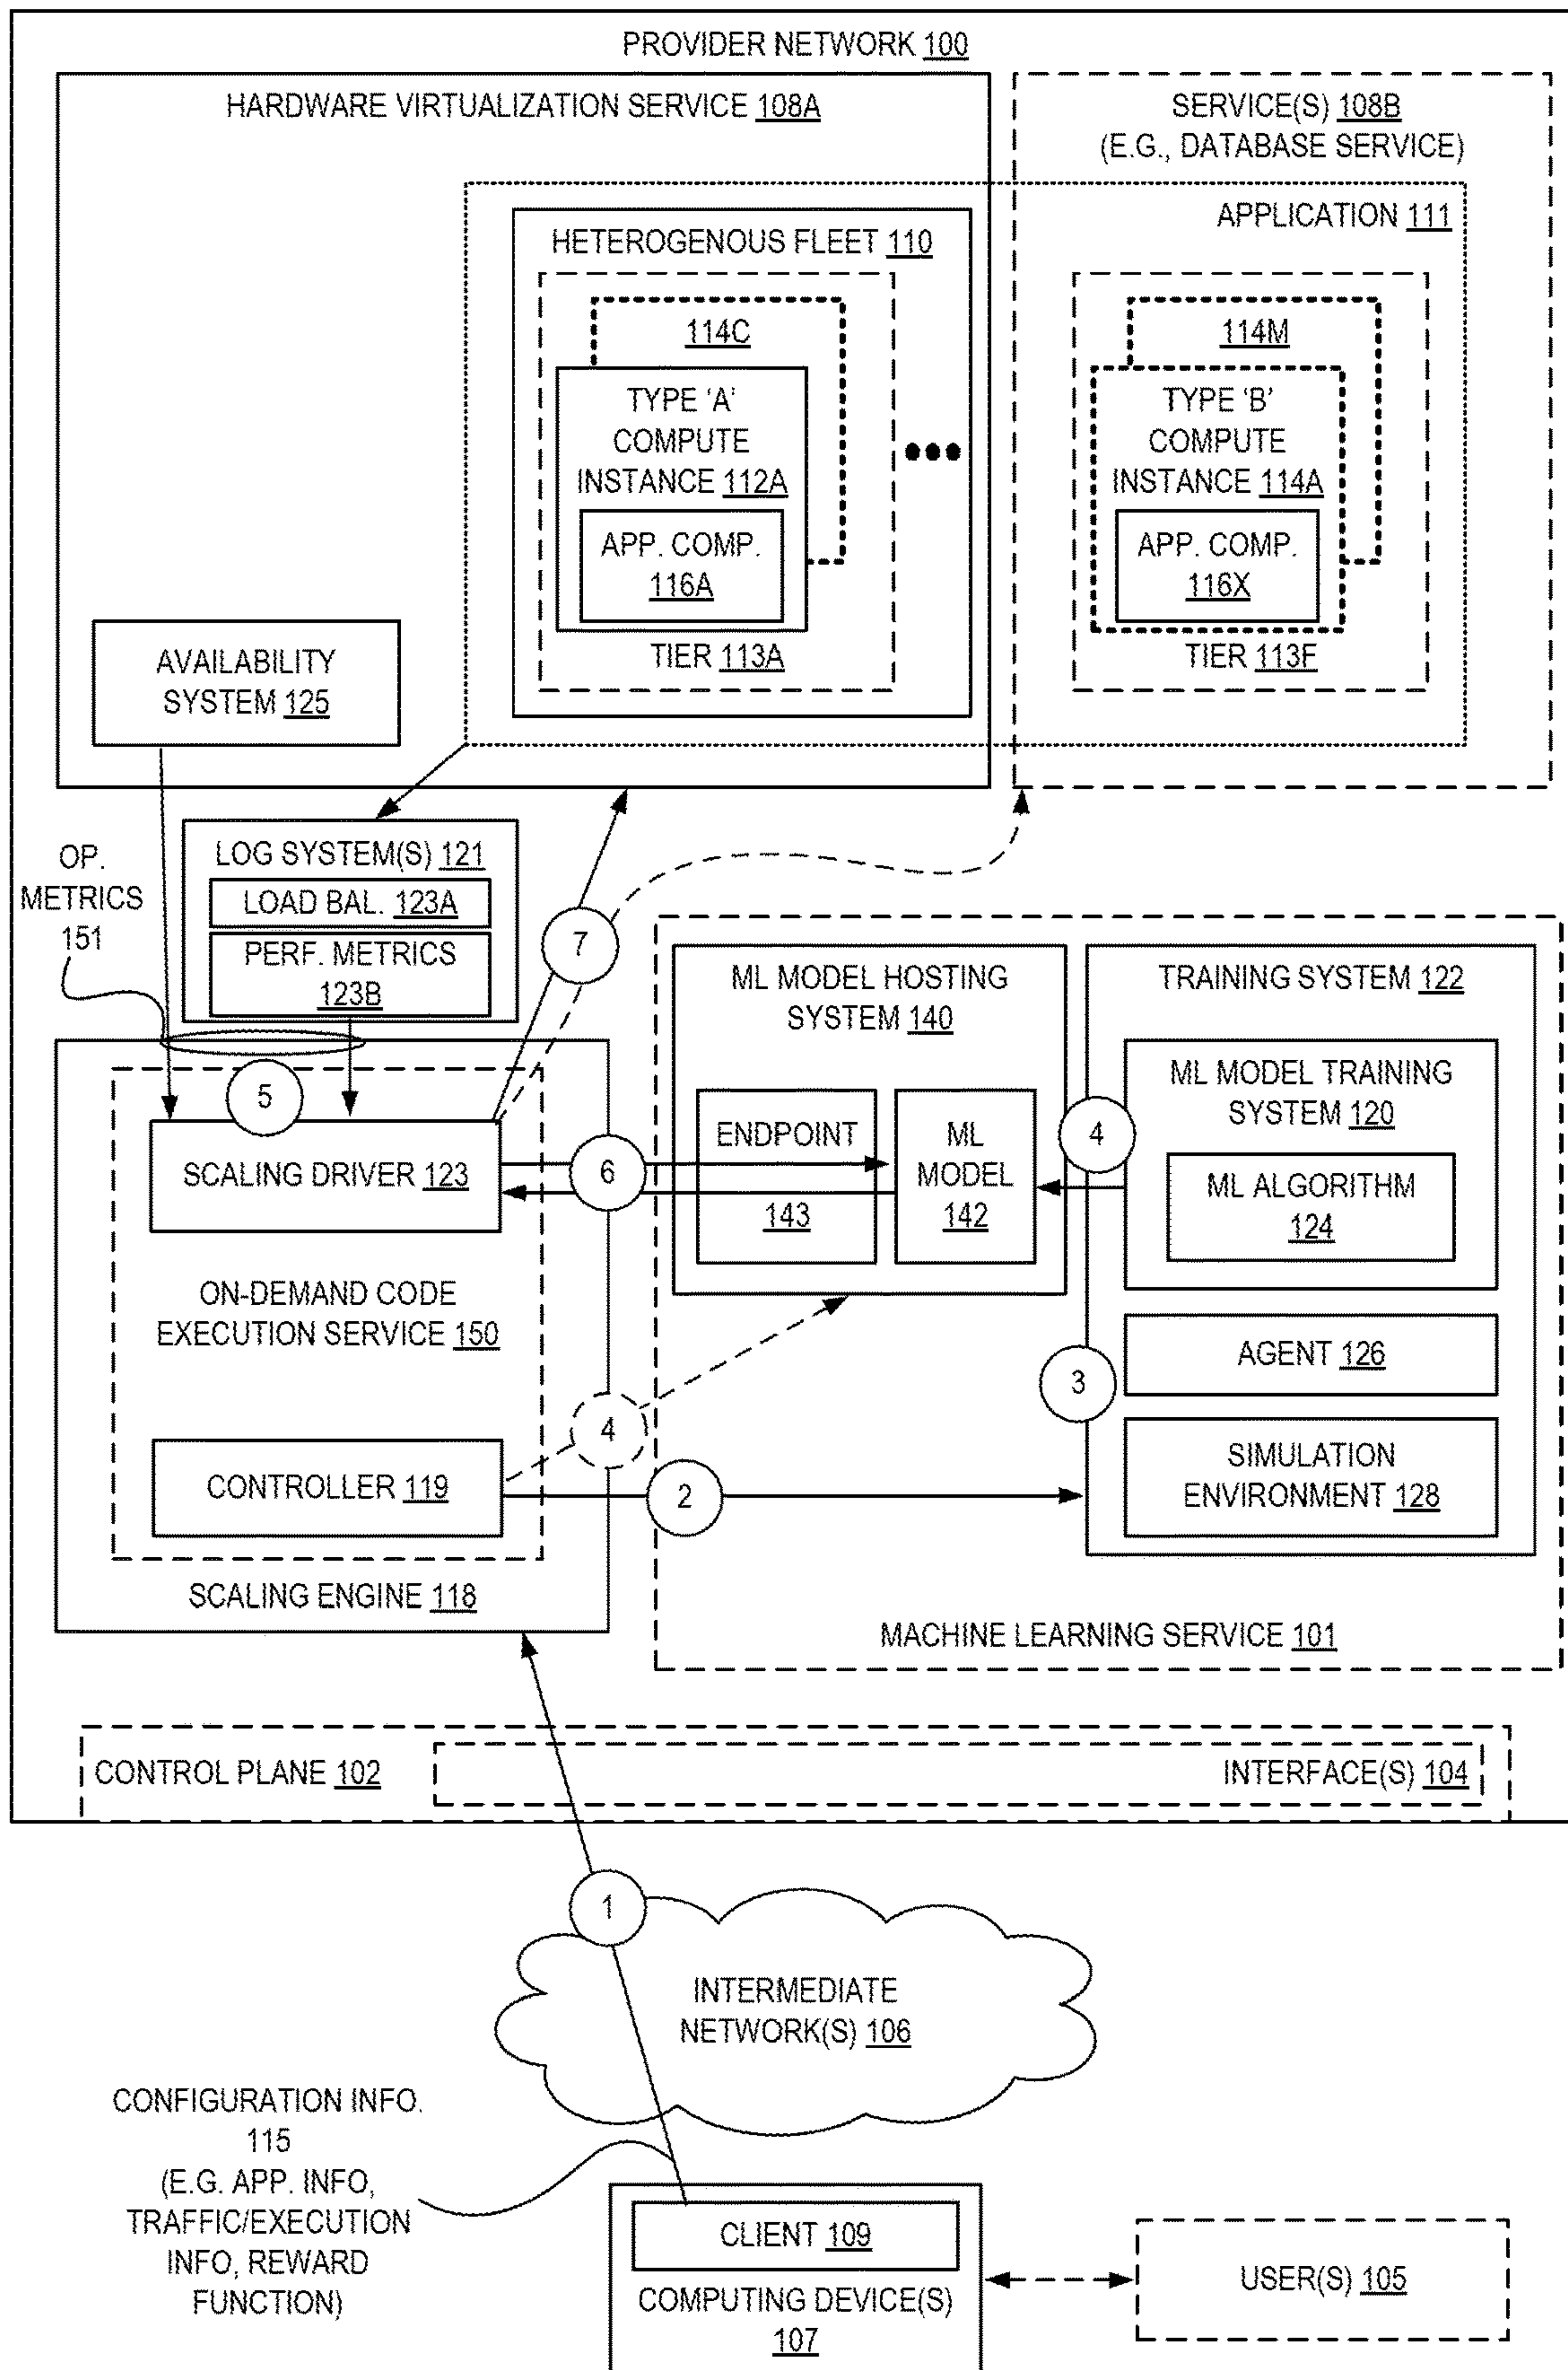 PROVIDER NETWORK 100
HARDWARE VIRTUALIZATION SERVICE 108A
SERVICE(S) 108B
(E.G., DATABASE SERVICE)
APPLICATION 111
HETEROGENOUS FLEET 110
114C
TYPE ‘A’
COMPUTE
INSTANCE 112A
APP. COMP.
116A
TIER 113A
114M
TYPE ‘B’
COMPUTE
INSTANCE 114A
APP. COMP.
116X
TIER 113F
AVAILABILITY
SYSTEM 125
OP.
METRICS
151
LOG SYSTEM(S) 121
LOAD BAL. 123A
PERF. METRICS
123B
7
5
SCALING DRIVER 123
ON-DEMAND CODE
EXECUTION SERVICE 150
CONTROLLER 119
SCALING ENGINE 118
6
4
2
ML MODEL HOSTING
SYSTEM 140
ENDPOINT
143
ML
MODEL
142
4
3
TRAINING SYSTEM 122
ML MODEL TRAINING
SYSTEM 120
ML ALGORITHM
124
AGENT 126
SIMULATION
ENVIRONMENT 128
MACHINE LEARNING SERVICE 101
CONTROL PLANE 102
INTERFACE(S) 104
1
INTERMEDIATE
NETWORK(S) 106
CONFIGURATION INFO.
115
(E.G. APP. INFO,
TRAFFIC/EXECUTION
INFO, REWARD
FUNCTION)
CLIENT 109
COMPUTING DEVICE(S)
107
USER(S) 105